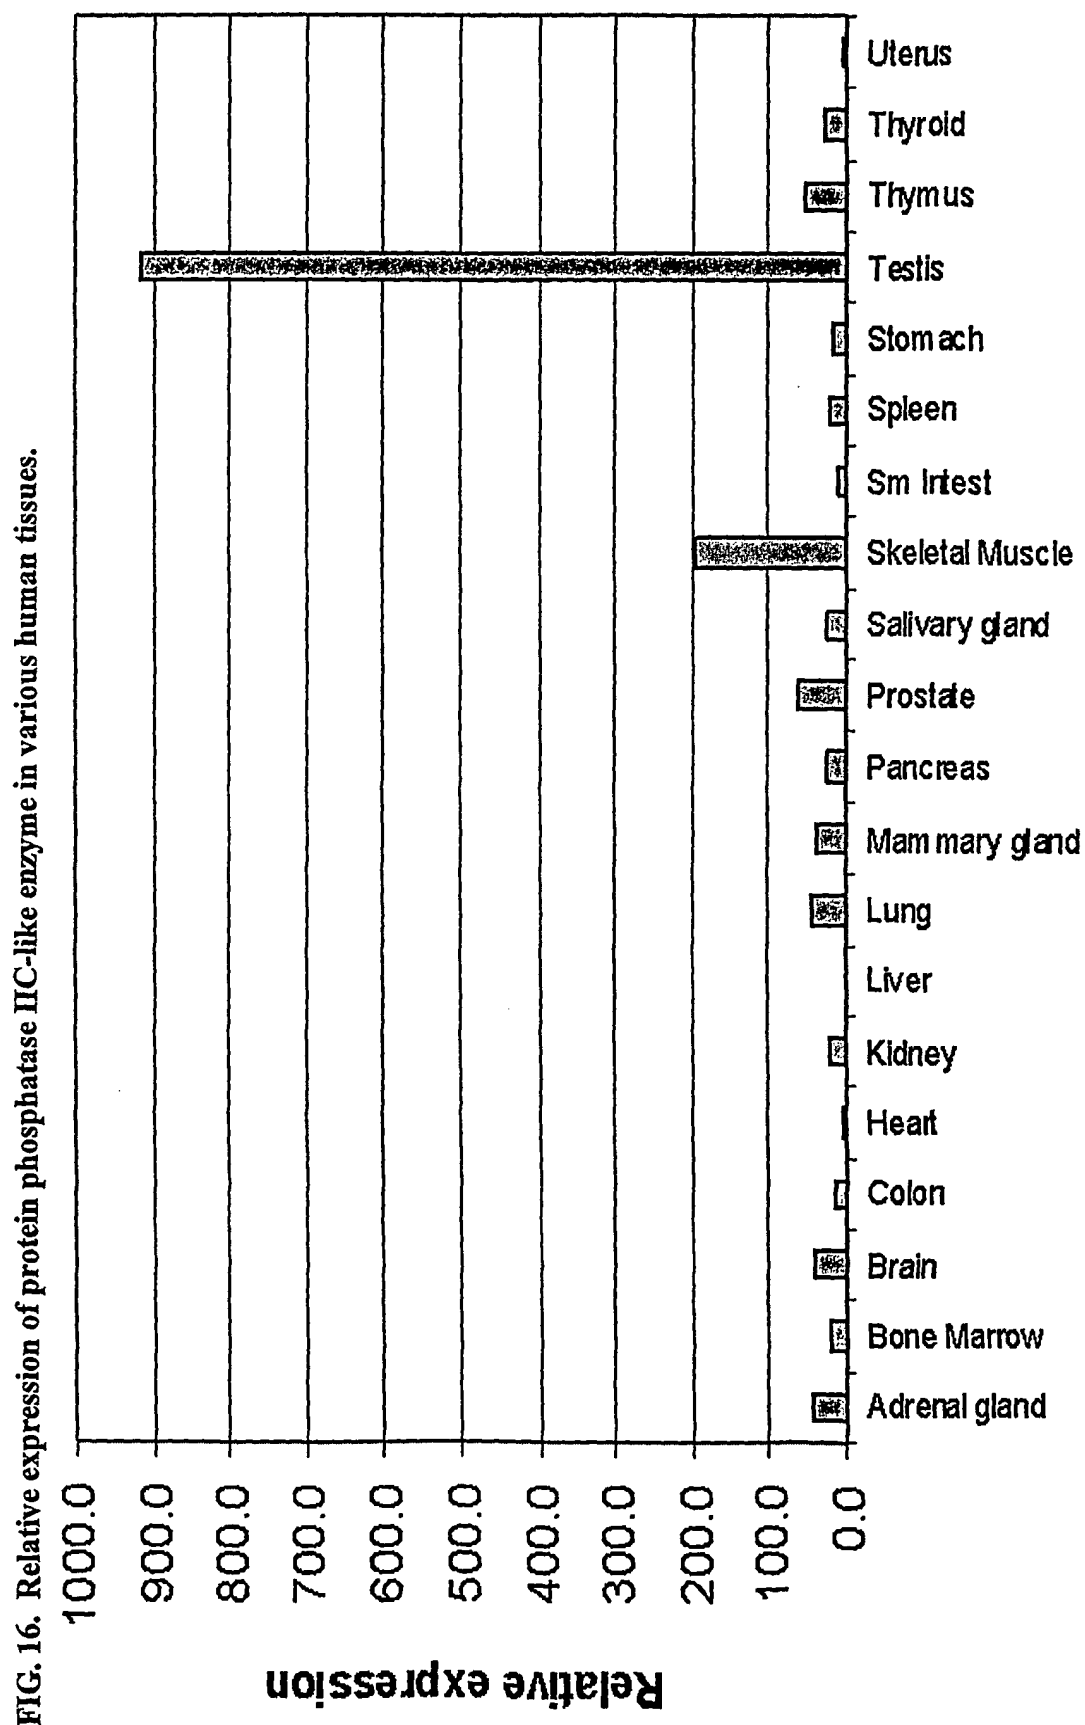 FIG. 16. Relative expression of protein phosphatase IIC-like enzyme in various human tissues.
Relative expression
1000.0
900.0
800.0
700.0
600.0
500.0
400.0
300.0
200.0
100.0
0.0
Adrenal gland
Bone Marrow
Brain
Colon
Heart
Kidney
Liver
Lung
Mammary gland
Pancreas
Prostate
Salivary gland
Skeletal Muscle
Sm Intest
Spleen
Stomach
Testis
Thymus
Thyroid
Uterus